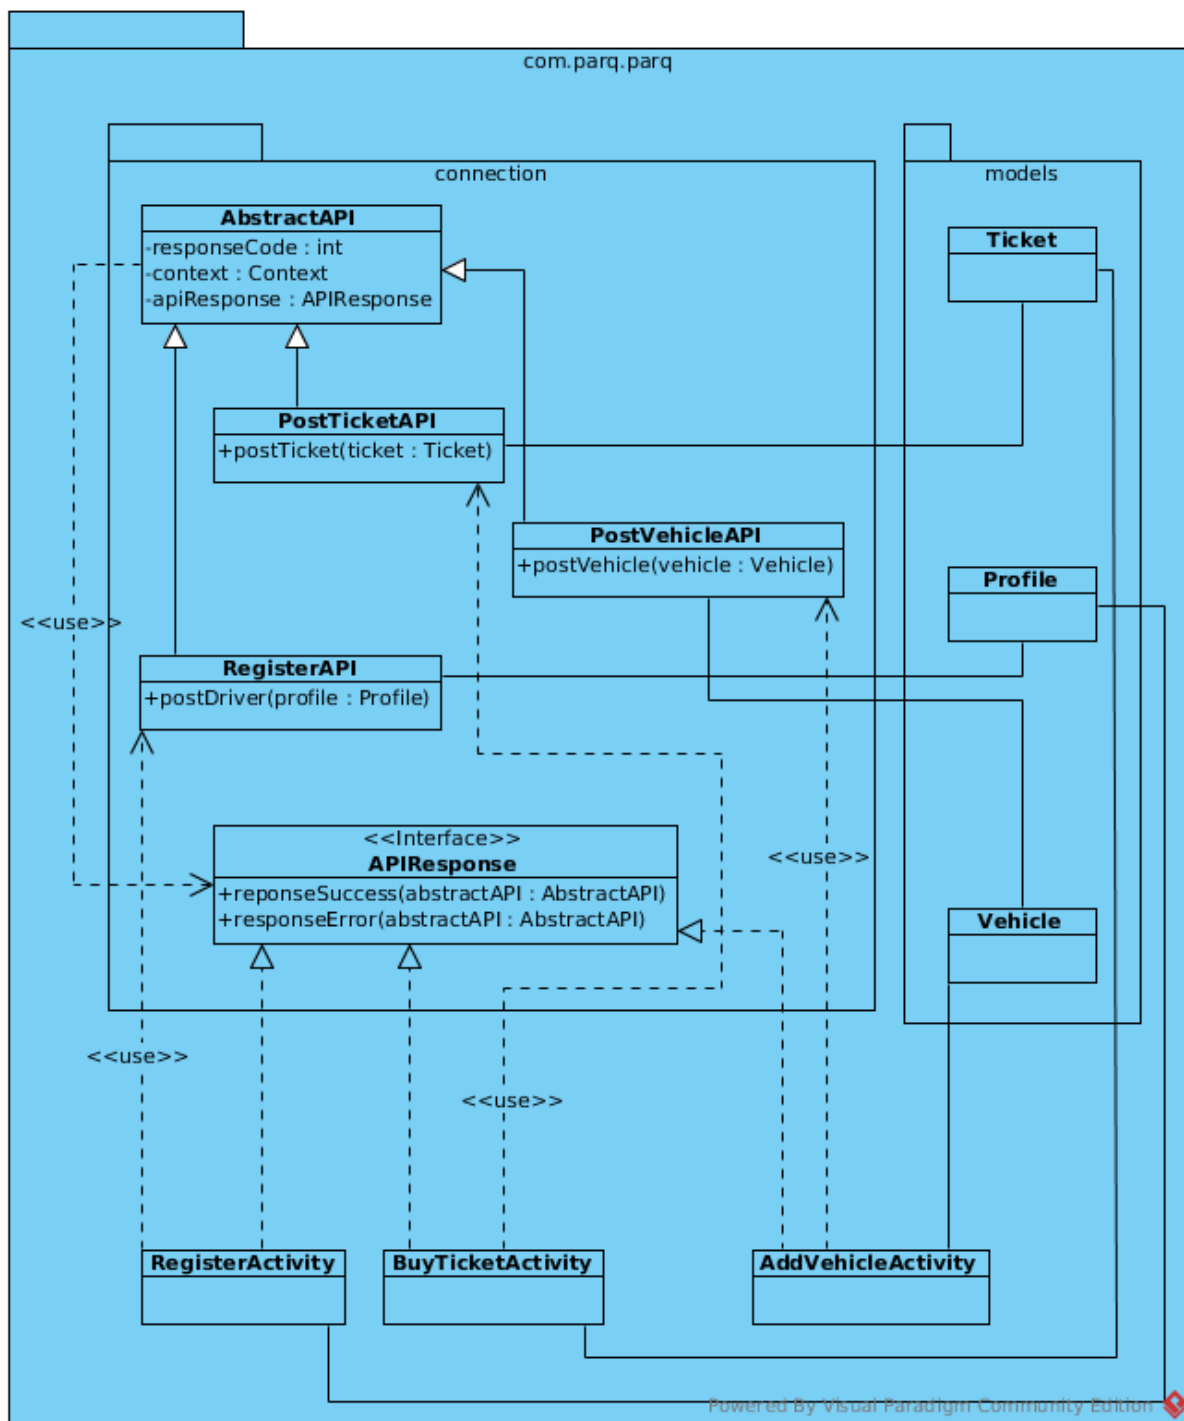 com.parq.parq
connection
models
AbstractAPI
-responseCode : int
-context : Context
-apiResponse : APIResponse
Ticket
PostTicketAPI
+postTicket(ticket : Ticket)
PostVehicleAPI
+postVehicle(vehicle : Vehicle)
Profile
<<use>>
RegisterAPI
+postDriver(profile : Profile)
<<Interface>>
APIResponse
+reponseSuccess(abstractAPI : AbstractAPI)
+responseError(abstractAPI : AbstractAPI)
<<use>>
Vehicle
<<use>>
<<use>>
RegisterActivity
BuyTicketActivity
AddVehicleActivity
Powered By Visual Paradigm Community Edition